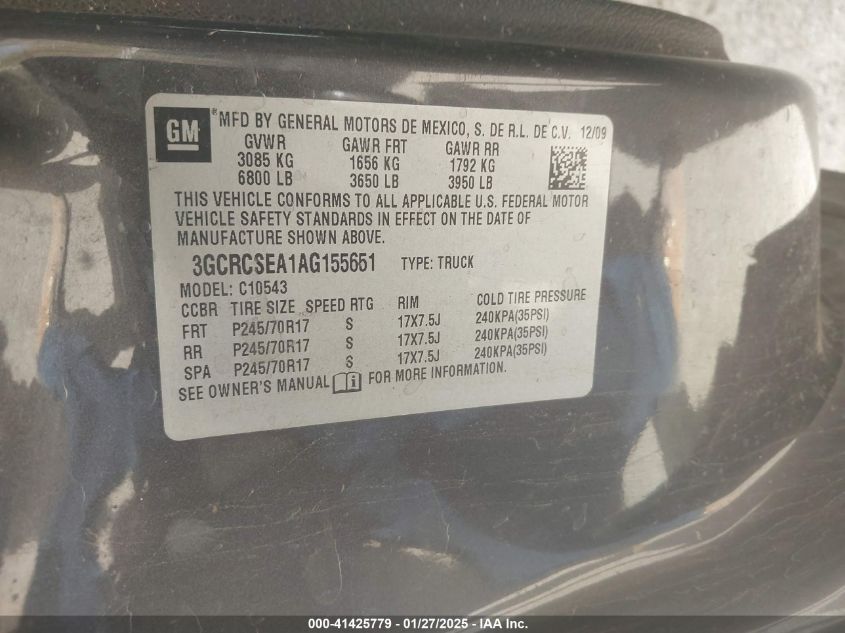 GM ® MFD BY GENERAL MOTORS DE MEXICO, S. DE R.L. DE C.V. 12/09
GVWR GAWR FRT GAWR RR
3085 KG 1656 KG 1792 KG
6800 LB 3650 LB 3950 LB
THIS VEHICLE CONFORMS TO ALL APPLICABLE U.S. FEDERAL MOTOR
VEHICLE SAFETY STANDARDS IN EFFECT ON THE DATE OF
MANUFACTURE SHOWN ABOVE.
3GCRCSEA1AG155651 TYPE: TRUCK
MODEL: C10543
CCBR TIRE SIZE SPEED RTG RIM COLD TIRE PRESSURE
FRT P245/70R17 S 17X7.5J 240KPA(35PSI)
RR P245/70R17 S 17X7.5J 240KPA(35PSI)
SPA P245/70R17 S 17X7.5J 240KPA(35PSI)
SEE OWNER'S MANUAL FOR MORE INFORMATION.
000-41425779 - 01/27/2025 - IAA Inc.